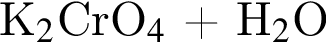 K₂CrO₄ + H₂O